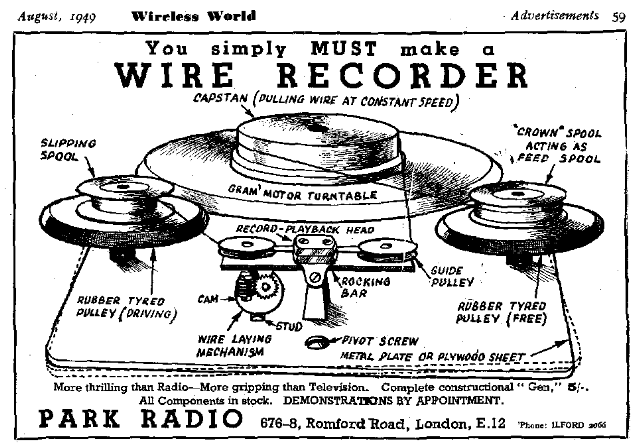 August, 1949 Wireless World Advertisements 59
You simply MUST make a
WIRE RECORDER
CAPSTAN (PULLING WIRE AT CONSTANT SPEED)
SLIPPING
SPOOL
"CROWN" SPOOL
ACTING AS
FEED SPOOL
GRAM' MOTOR TURNTABLE
RECORD-PLAYBACK HEAD
RUBBER TYRED
PULLEY (DRIVING)
CAM
STUD
WIRE LAYING
MECHANISM
ROCKING
BAR
GUIDE
PULLEY
RUBBER TYRED
PULLEY (FREE)
PIVOT SCREW
METAL PLATE OR PLYWOOD SHEET
More thrilling than Radio—More gripping than Television. Complete constructional "Gen," 5/-.
All Components in stock. DEMONSTRATIONS BY APPOINTMENT.
PARK RADIO 676-8, Romford Road, London, E.12 'Phone: ILFORD 2066